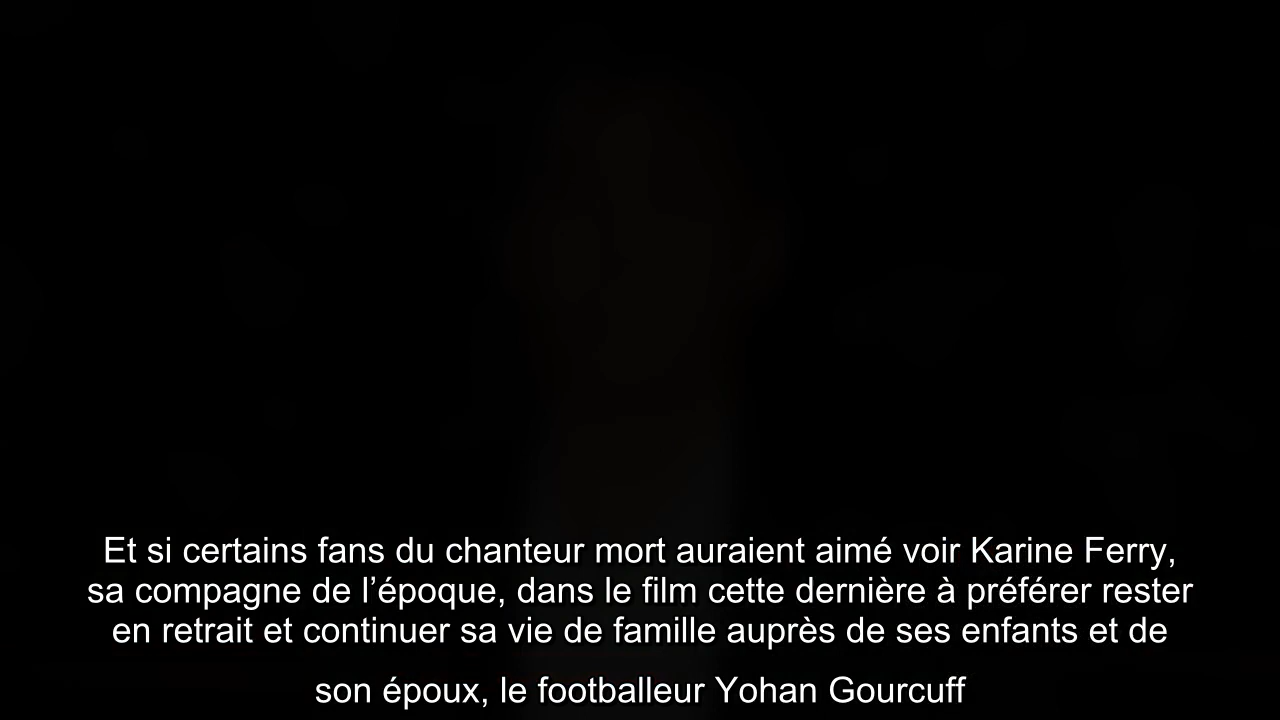 Et si certains fans du chanteur mort auraient aimé voir Karine Ferry,
sa compagne de l’époque, dans le film cette dernière à préférer rester
en retrait et continuer sa vie de famille auprès de ses enfants et de
son époux, le footballeur Yohan Gourcuff